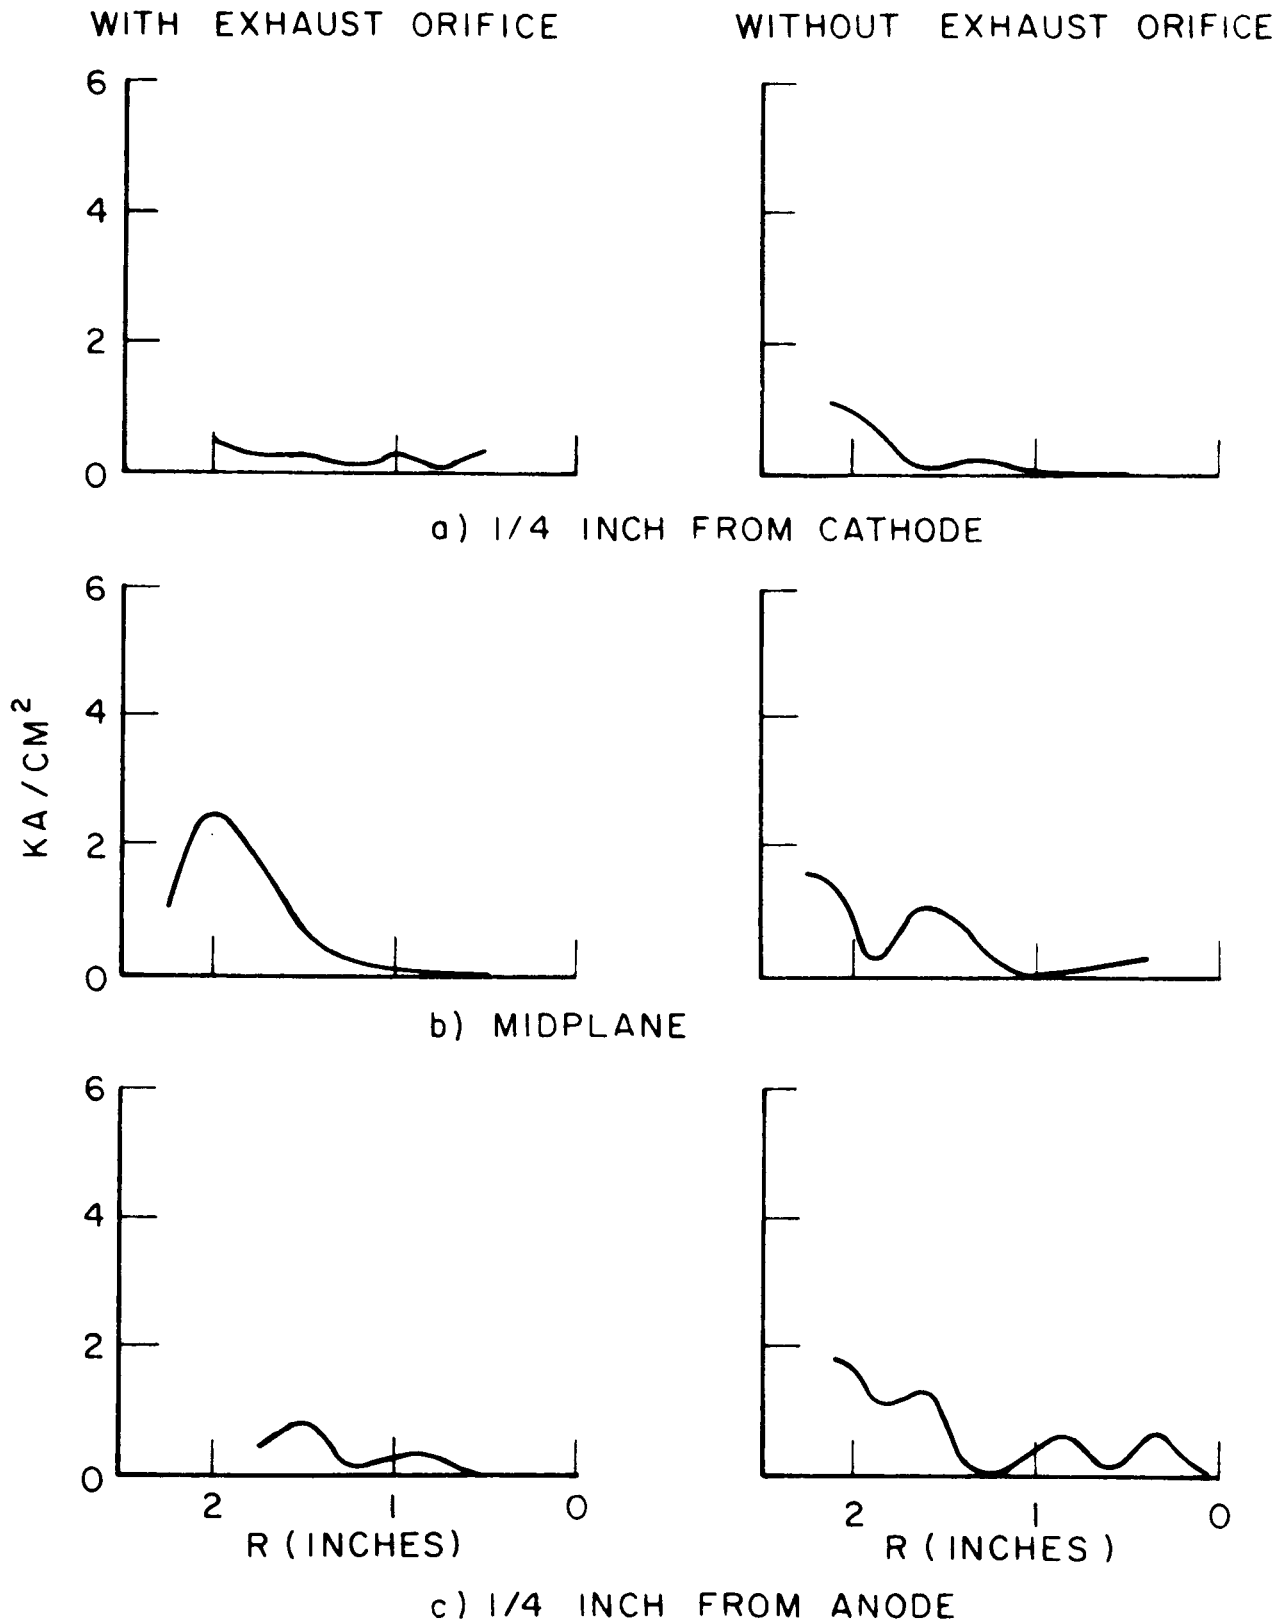 WITH EXHAUST ORIFICE
WITHOUT EXHAUST ORIFICE
6
4
2
0
a) 1/4 INCH FROM CATHODE
6
4
2
0
KA/CM²
b) MIDPLANE
6
4
2
0
2 1 0
R (INCHES)
2 1 0
R (INCHES)
c) 1/4 INCH FROM ANODE